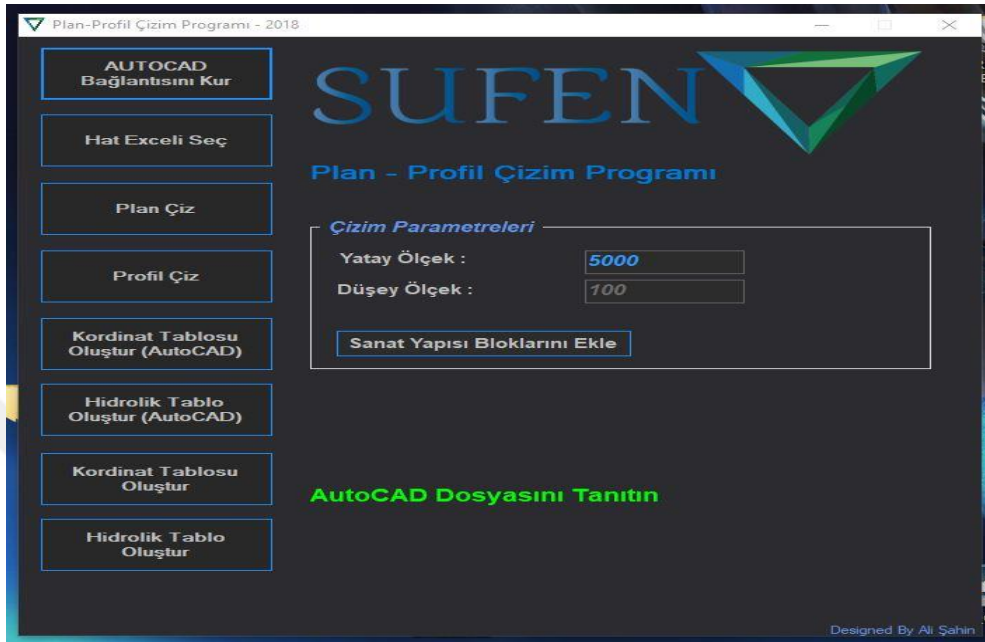 Plan-Profil Çizim Programı - 2018
AUTOCAD
Bağlantısını Kur
Hat Exceli Seç
Plan Çiz
Profil Çiz
Kordinat Tablosu
Oluştur (AutoCAD)
Hidrolik Tablo
Oluştur (AutoCAD)
Kordinat Tablosu
Oluştur
Hidrolik Tablo
Oluştur
SUFEN
Plan - Profil Çizim Programı
Çizim Parametreleri
Yatay Ölçek : 5000
Düşey Ölçek : 100
Sanat Yapısı Bloklarını Ekle
AutoCAD Dosyasını Tanıtın
Designed By Ali Şahin